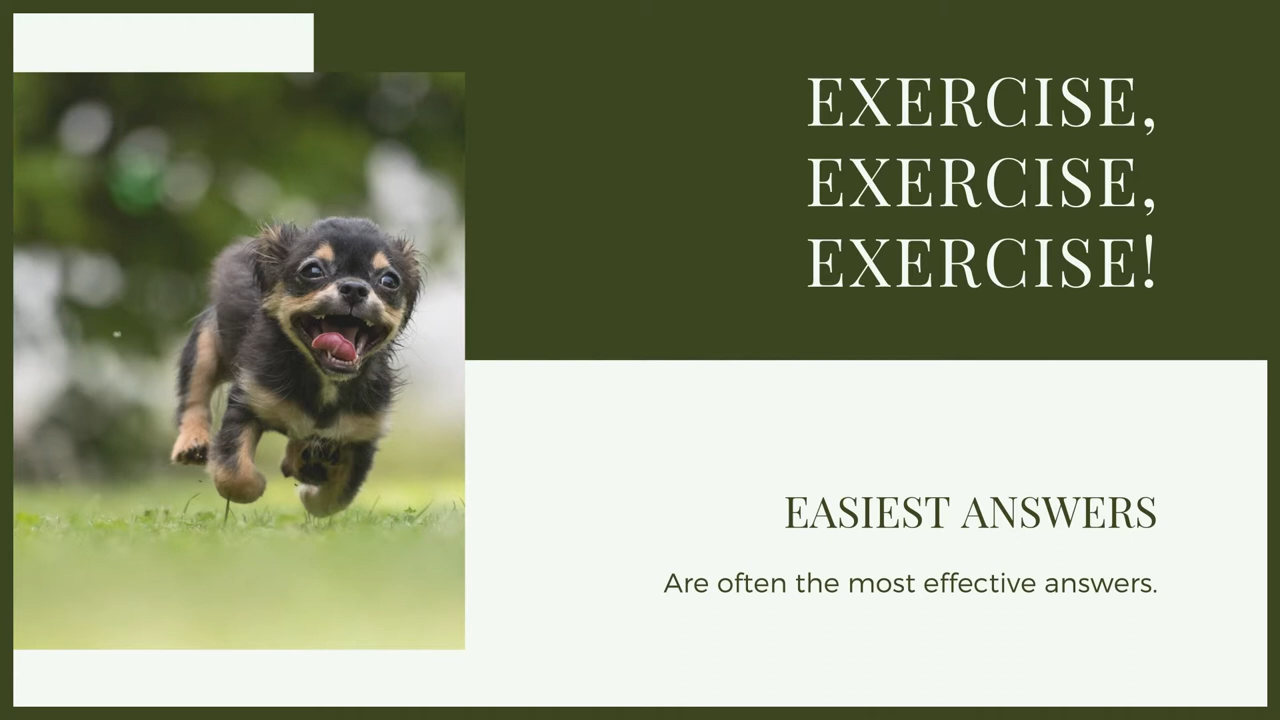 EXERCISE,
EXERCISE,
EXERCISE!
EASIEST ANSWERS
Are often the most effective answers.